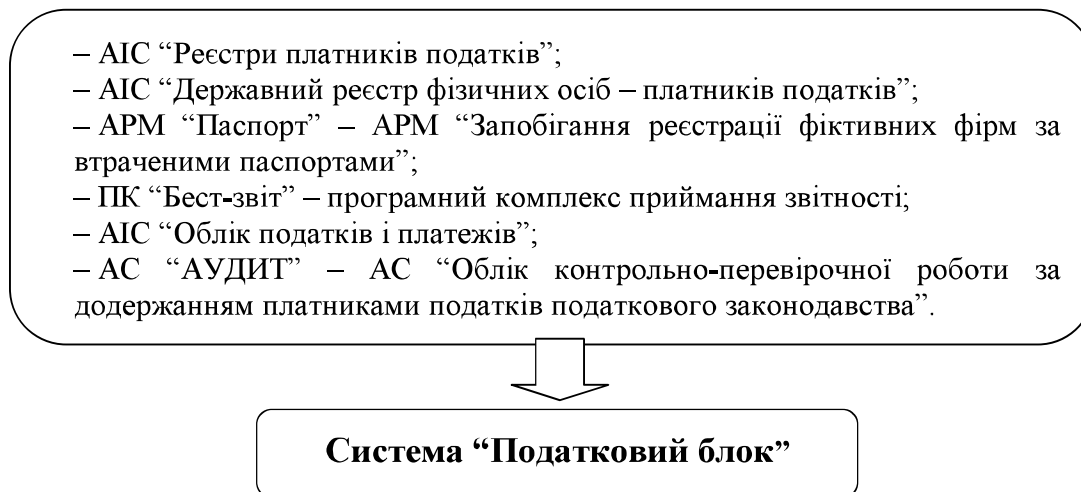 – АІС “Реєстри платників податків”;
– АІС “Державний реєстр фізичних осіб – платників податків”;
– АРМ “Паспорт” – АРМ “Запобігання реєстрації фіктивних фірм за
втраченими паспортами”;
– ПК “Бест-звіт” – програмний комплекс приймання звітності;
– АІС “Облік податків і платежів”;
– АС “АУДИТ” – АС “Облік контрольно-перевірочної роботи за
додержанням платниками податків податкового законодавства”.
Система “Податковий блок”